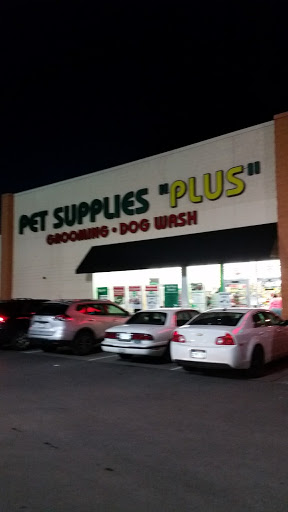 PET SUPPLIES "PLUS"
GROOMING • DOG WASH